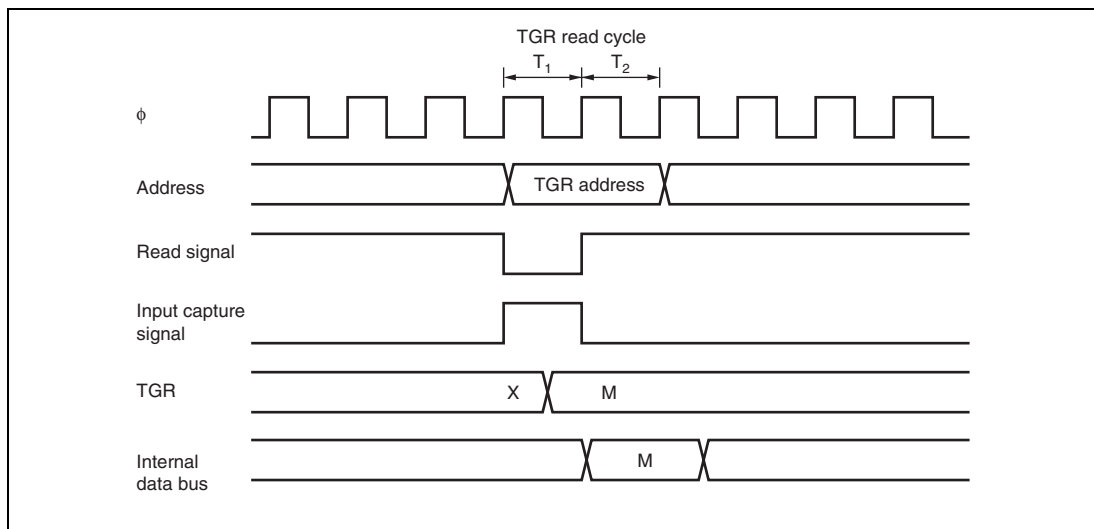 TGR read cycle
T1 T2
ϕ
Address
TGR address
Read signal
Input capture
signal
TGR
X M
Internal
data bus
M